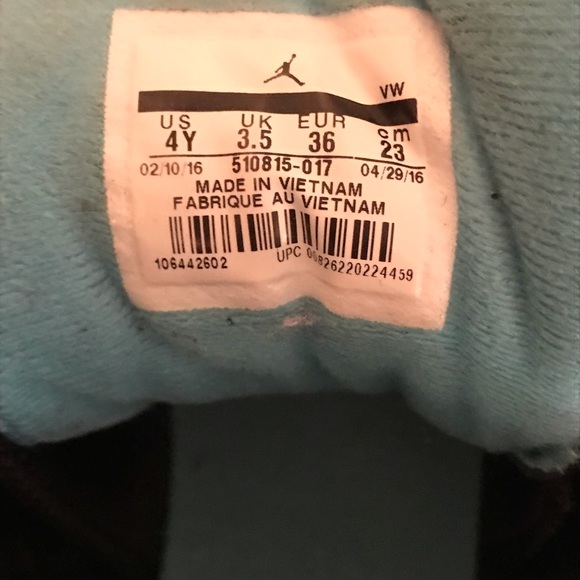 VW
US UK EUR cm
4Y 3.5 36 23
02/10/16 510815-017 04/29/16
MADE IN VIETNAM
FABRIQUE AU VIETNAM
106442602 UPC 00826220224459